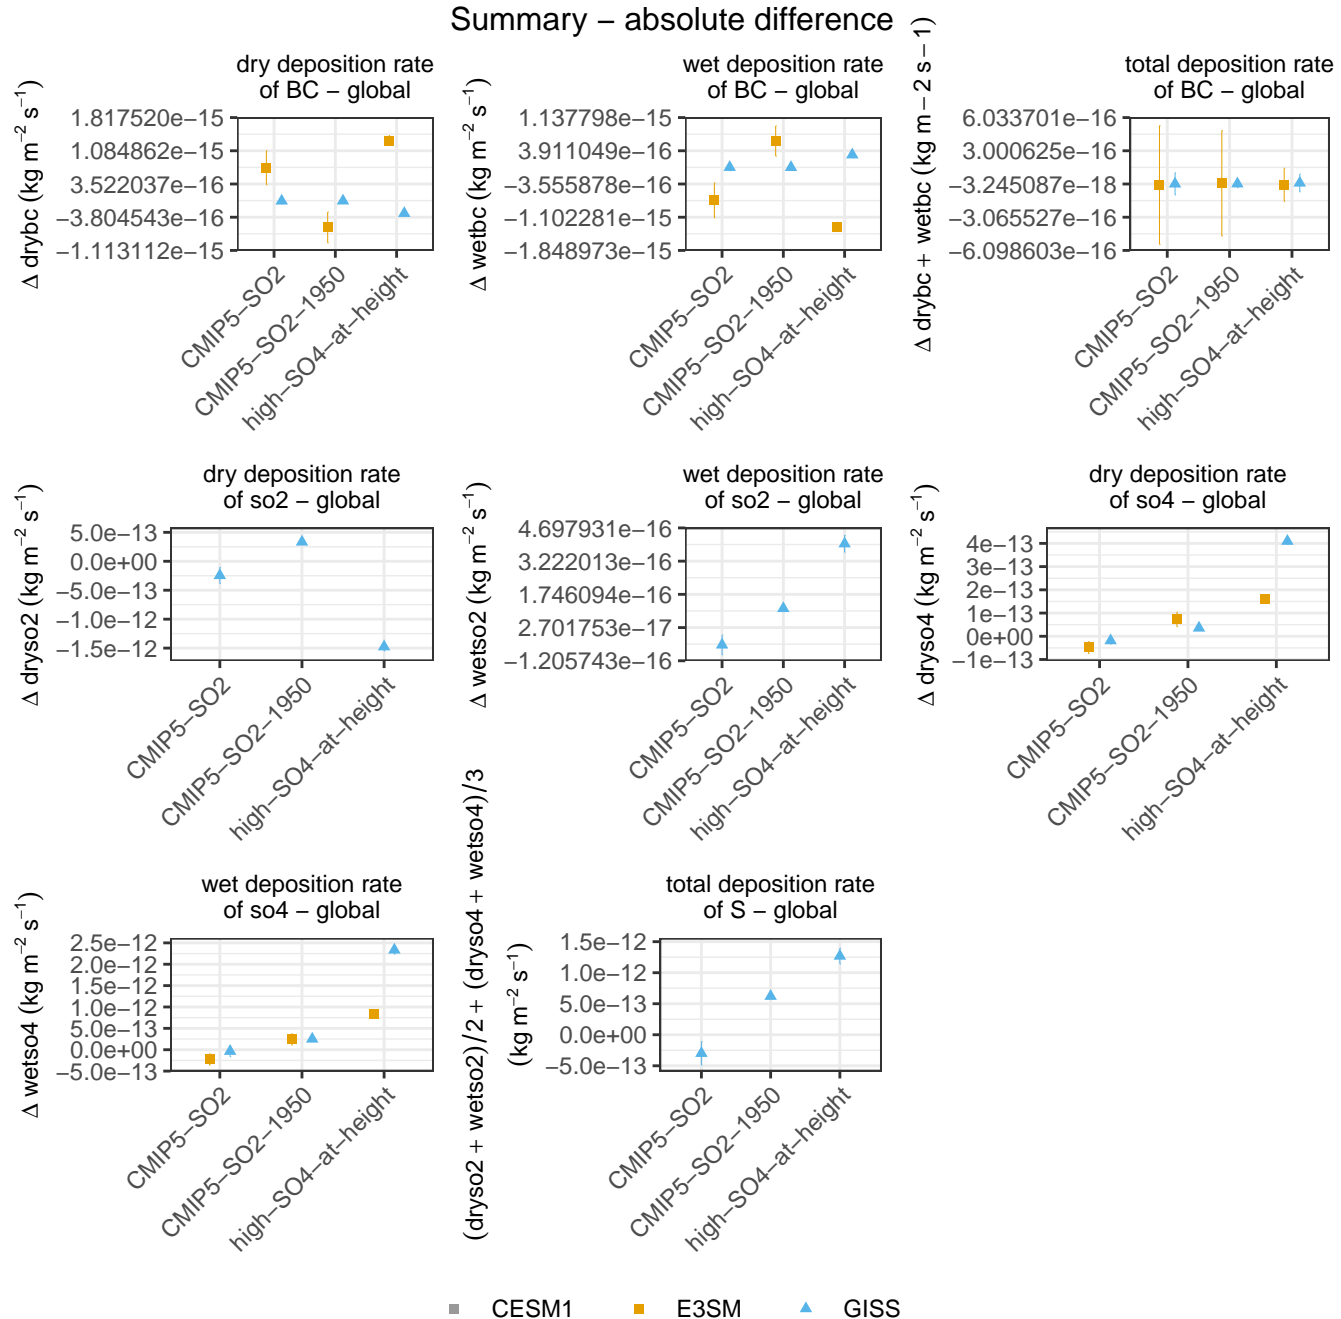 Summary − absolute difference
dry deposition rate
of BC − global
Δ drybc (kg m−2 s−1)
1.817520e−15
1.084862e−15
3.522037e−16
−3.804543e−16
−1.113112e−15
CMIP5−SO2
CMIP5−SO2−1950
high−SO4−at−height
wet deposition rate
of BC − global
Δ wetbc (kg m−2 s−1)
1.137798e−15
3.911049e−16
−3.555878e−16
−1.102281e−15
−1.848973e−15
CMIP5−SO2
CMIP5−SO2−1950
high−SO4−at−height
total deposition rate
of BC − global
Δ drybc + wetbc (kg m − 2 s − 1)
6.033701e−16
3.000625e−16
−3.245087e−18
−3.065527e−16
−6.098603e−16
CMIP5−SO2
CMIP5−SO2−1950
high−SO4−at−height
dry deposition rate
of so2 − global
Δ dryso2 (kg m−2 s−1)
5.0e−13
0.0e+00
−5.0e−13
−1.0e−12
−1.5e−12
CMIP5−SO2
CMIP5−SO2−1950
high−SO4−at−height
wet deposition rate
of so2 − global
Δ wetso2 (kg m−2 s−1)
4.697931e−16
3.222013e−16
1.746094e−16
2.701753e−17
−1.205743e−16
CMIP5−SO2
CMIP5−SO2−1950
high−SO4−at−height
dry deposition rate
of so4 − global
Δ dryso4 (kg m−2 s−1)
4e−13
3e−13
2e−13
1e−13
0e+00
−1e−13
CMIP5−SO2
CMIP5−SO2−1950
high−SO4−at−height
wet deposition rate
of so4 − global
Δ wetso4 (kg m−2 s−1)
2.5e−12
2.0e−12
1.5e−12
1.0e−12
5.0e−13
0.0e+00
−5.0e−13
CMIP5−SO2
CMIP5−SO2−1950
high−SO4−at−height
total deposition rate
of S − global
(dryso2 + wetso2)/2 + (dryso4 + wetso4)/3
(kg m−2 s−1)
1.5e−12
1.0e−12
5.0e−13
0.0e+00
−5.0e−13
CMIP5−SO2
CMIP5−SO2−1950
high−SO4−at−height
CESM1
E3SM
GISS